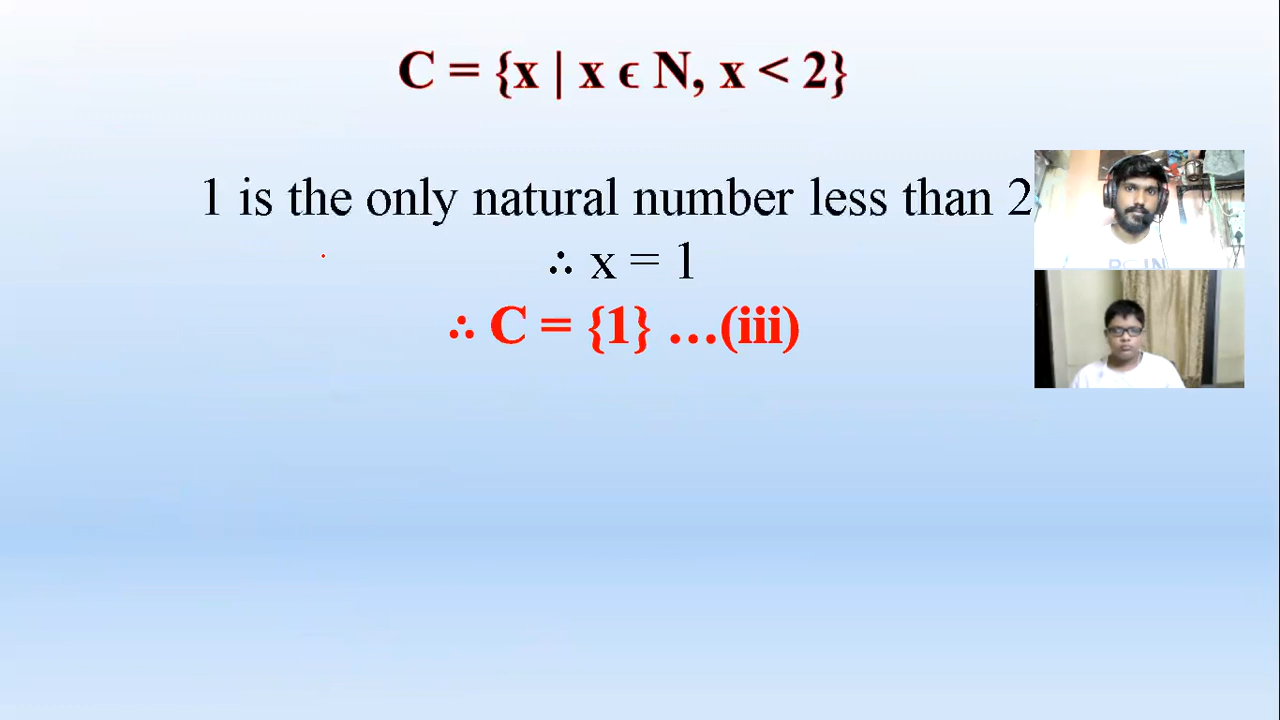 C = {x | x ϵ N, x < 2}
1 is the only natural number less than 2
∴ x = 1
∴ C = {1} …(iii)